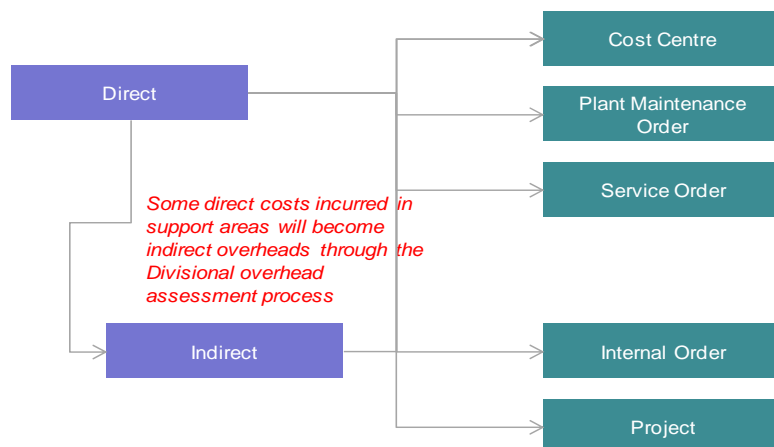 Cost Centre
Direct
Plant Maintenance
Order
Service Order
Some direct costs incurred in
support areas will become
indirect overheads through the
Divisional overhead
assessment process
Indirect
Internal Order
Project